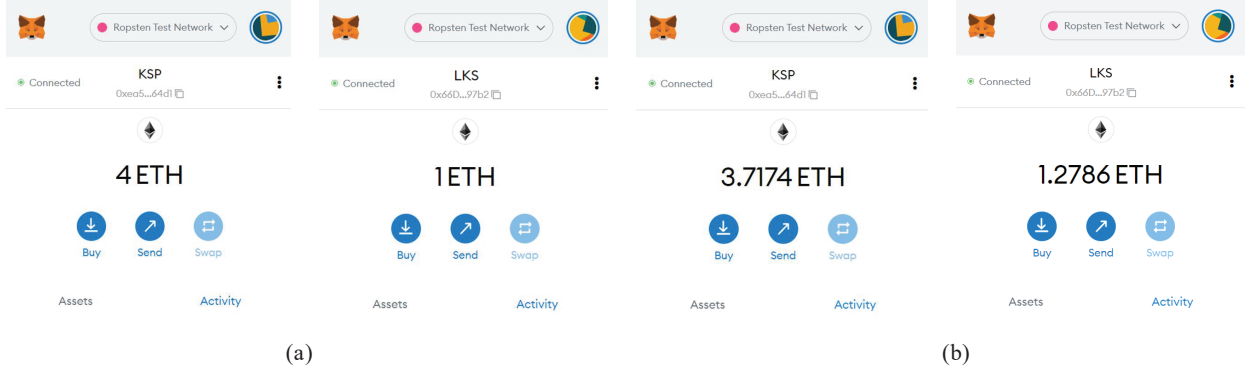 Ropsten Test Network
Connected
KSP
0xea5...64d1
4 ETH
Buy
Send
Swap
Assets
Activity
Ropsten Test Network
Connected
LKS
0x66D...97b2
1 ETH
Buy
Send
Swap
Assets
Activity
(a)
Ropsten Test Network
Connected
KSP
0xea5...64d1
3.7174 ETH
Buy
Send
Swap
Assets
Activity
Ropsten Test Network
Connected
LKS
0x66D...97b2
1.2786 ETH
Buy
Send
Swap
Assets
Activity
(b)